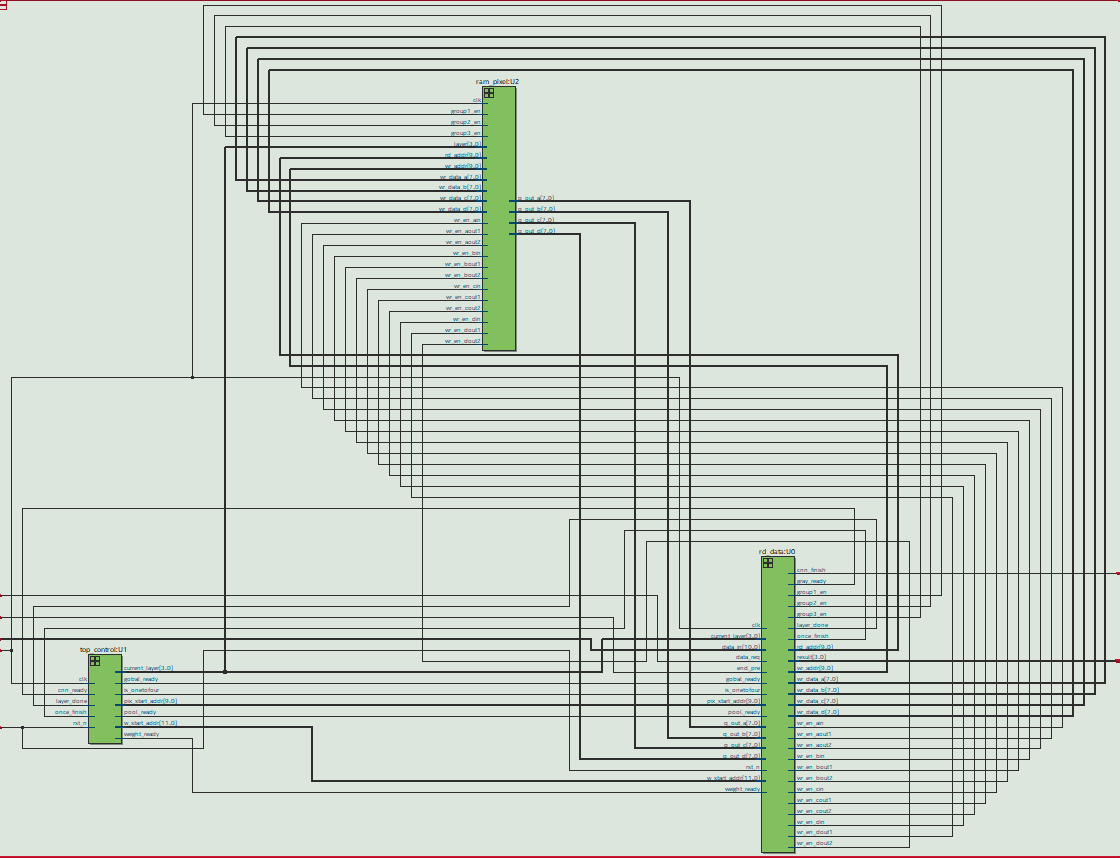 ram_pixel:U2
clk
group1_en
group2_en
group3_en
layer[3.0]
rd_addr[9.0]
wr_addr[9.0]
wr_data_a[7.0]
wr_data_b[7.0]
wr_data_c[7.0]
wr_data_d[7.0]
wr_en_ain
wr_en_aout1
wr_en_aout2
wr_en_bin
wr_en_bout1
wr_en_bout2
wr_en_cin
wr_en_cout1
wr_en_cout2
wr_en_din
wr_en_dout1
wr_en_dout2
q_out_a[7.0]
q_out_b[7.0]
q_out_c[7.0]
q_out_d[7.0]
top_control:U1
clk
cnn_ready
layer_done
once_finish
rst_n
current_layer[3.0]
gobal_ready
is_onetofour
pix_start_addr[9.0]
pool_ready
w_start_addr[11.0]
weight_ready
rd_data:U0
clk
current_layer[3.0]
data_in[10.0]
data_req
end_pre
gobal_ready
is_onetofour
pix_start_addr[9.0]
pool_ready
q_out_a[7.0]
q_out_b[7.0]
q_out_c[7.0]
q_out_d[7.0]
rst_n
w_start_addr[11.0]
weight_ready
cnn_finish
gray_ready
group1_en
group2_en
group3_en
layer_done
once_finish
rd_addr[9.0]
result[3.0]
wr_addr[9.0]
wr_data_a[7.0]
wr_data_b[7.0]
wr_data_c[7.0]
wr_data_d[7.0]
wr_en_ain
wr_en_aout1
wr_en_aout2
wr_en_bin
wr_en_bout1
wr_en_bout2
wr_en_cin
wr_en_cout1
wr_en_cout2
wr_en_din
wr_en_dout1
wr_en_dout2